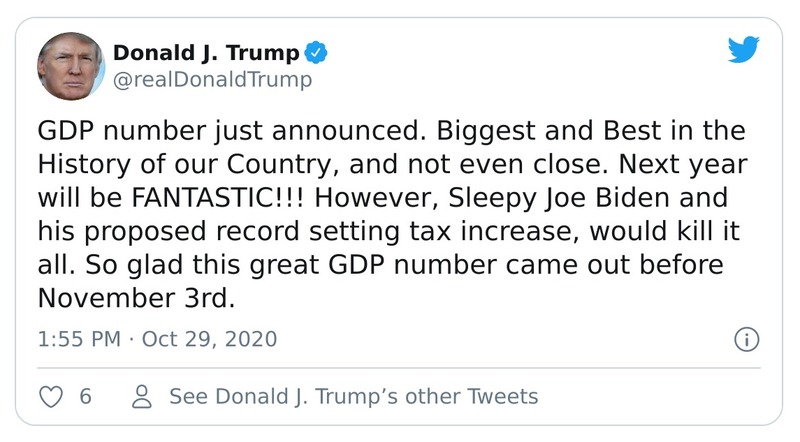 Donald J. Trump
@realDonaldTrump
GDP number just announced. Biggest and Best in the
History of our Country, and not even close. Next year
will be FANTASTIC!!! However, Sleepy Joe Biden and
his proposed record setting tax increase, would kill it
all. So glad this great GDP number came out before
November 3rd.
1:55 PM · Oct 29, 2020
6 See Donald J. Trump’s other Tweets